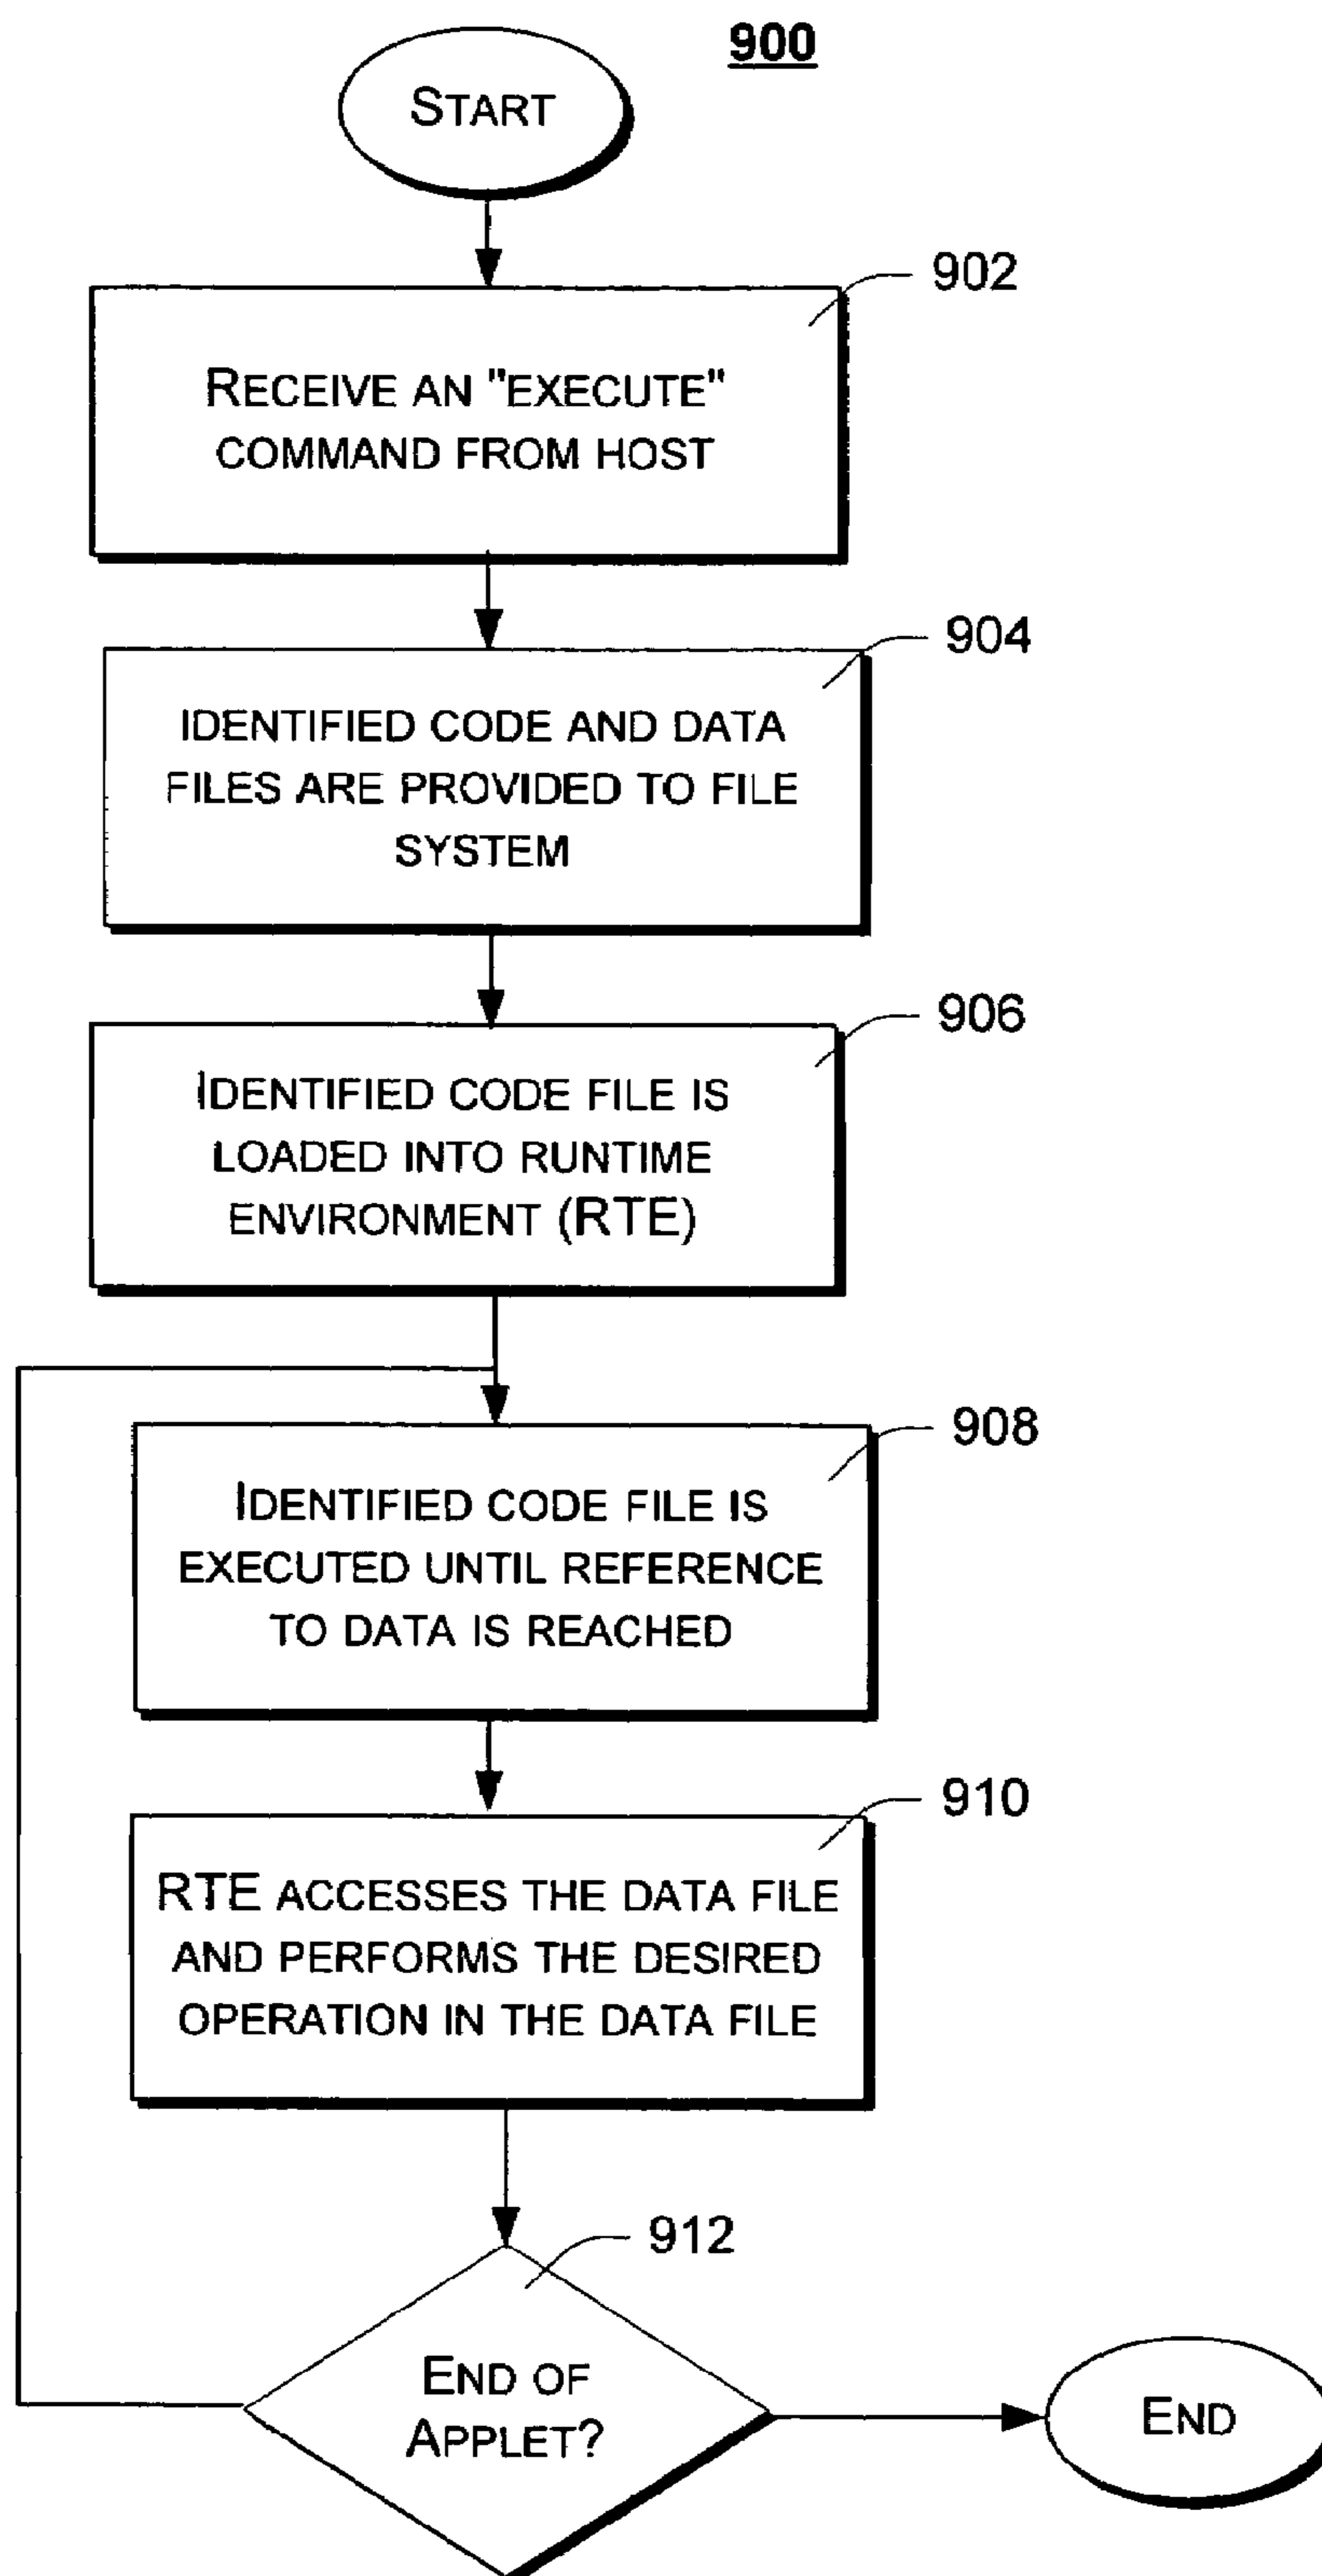 900
START
902
RECEIVE AN "EXECUTE"
COMMAND FROM HOST
904
IDENTIFIED CODE AND DATA
FILES ARE PROVIDED TO FILE
SYSTEM
906
IDENTIFIED CODE FILE IS
LOADED INTO RUNTIME
ENVIRONMENT (RTE)
908
IDENTIFIED CODE FILE IS
EXECUTED UNTIL REFERENCE
TO DATA IS REACHED
910
RTE ACCESSES THE DATA FILE
AND PERFORMS THE DESIRED
OPERATION IN THE DATA FILE
912
END OF
APPLET?
END